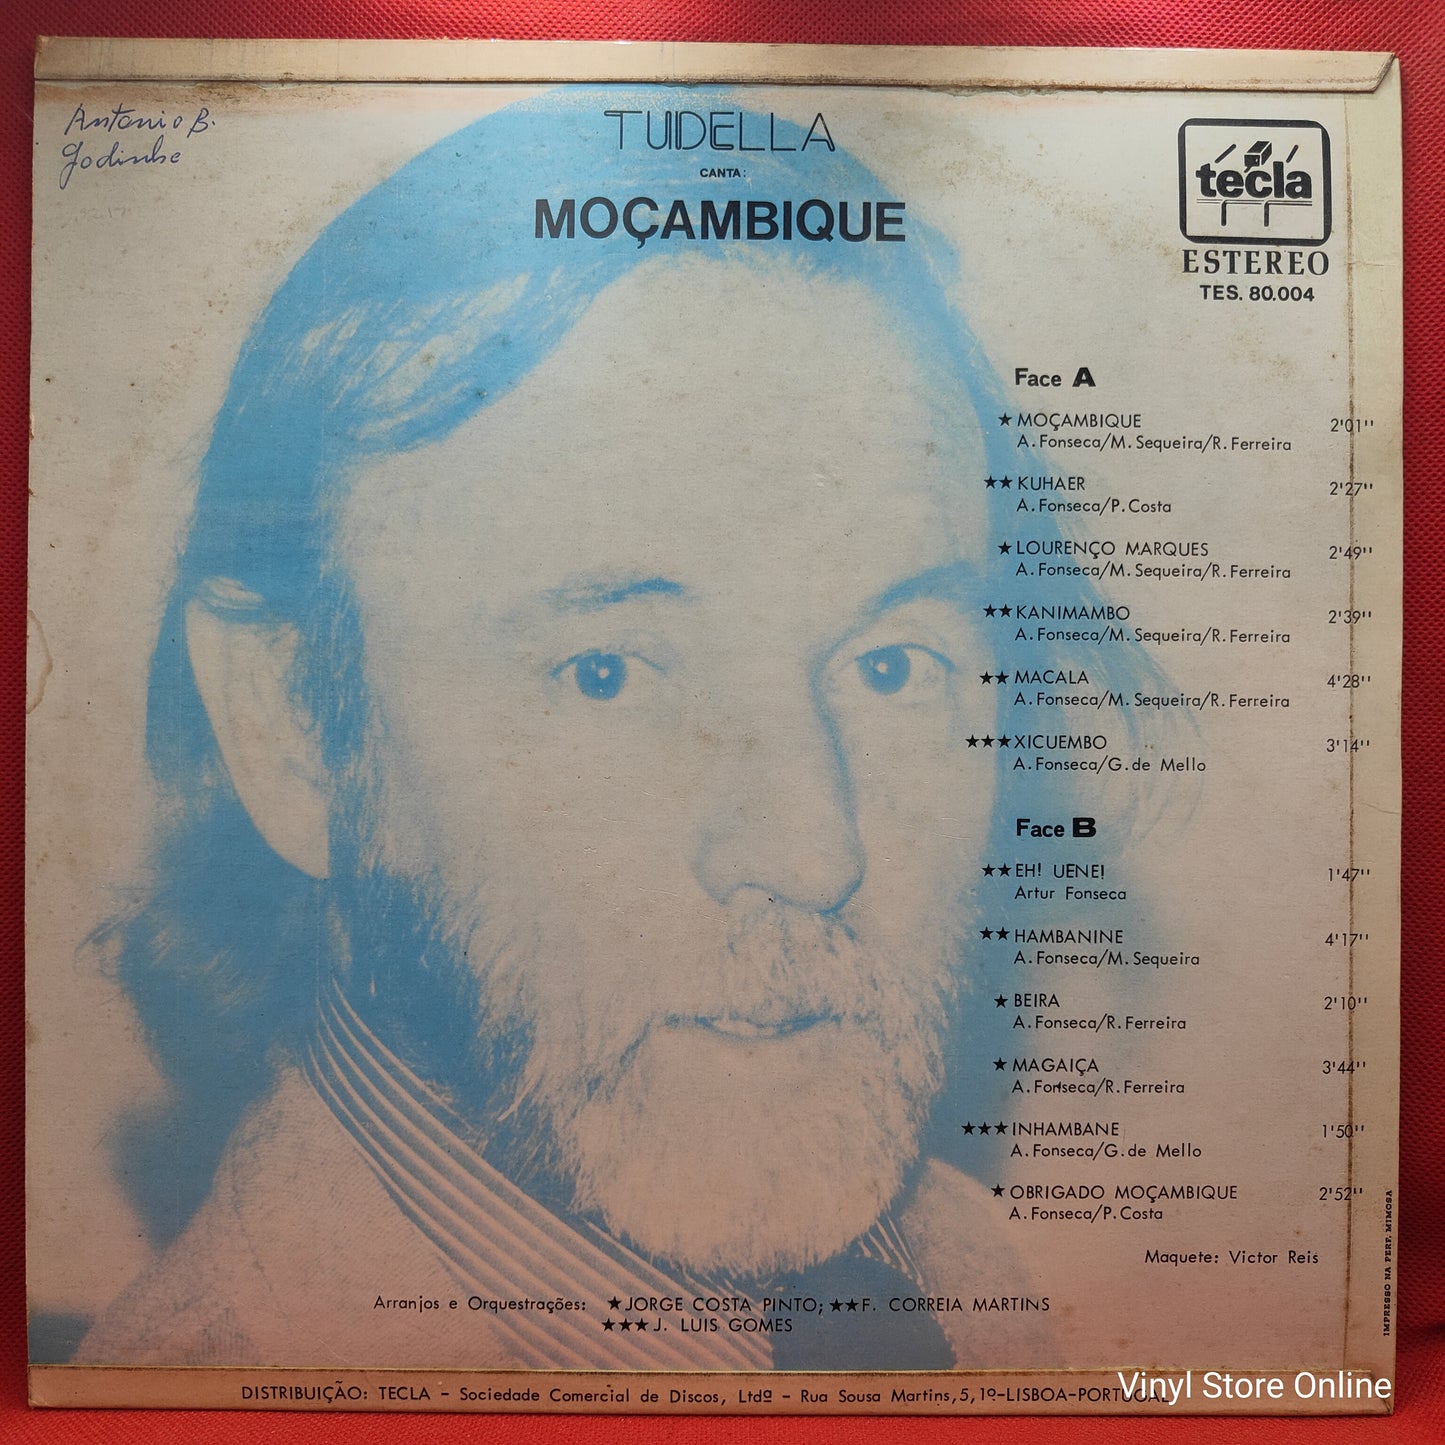 Antonio B.
Godinho
TUDELLA
CANTA:
MOÇAMBIQUE
tecla
ESTEREO
TES. 80.004
Face A
★ MOÇAMBIQUE 2'01''
A. Fonseca/M. Sequeira/R. Ferreira
★★ KUHAER 2'27''
A. Fonseca/P. Costa
★ LOURENÇO MARQUES 2'49''
A. Fonseca/M. Sequeira/R. Ferreira
★★ KANIMAMBO 2'39''
A. Fonseca/M. Sequeira/R. Ferreira
★★ MACALA 4'28''
A. Fonseca/M. Sequeira/R. Ferreira
★★★ XICUEMBO 3'14''
A. Fonseca/G. de Mello
Face B
★★ EH! UENE! 1'47''
Artur Fonseca
★★ HAMBANINE 4'17''
A. Fonseca/M. Sequeira
★ BEIRA 2'10''
A. Fonseca/R. Ferreira
★ MAGAIÇA 3'44''
A. Fonseca/R. Ferreira
★★★ INHAMBANE 1'50''
A. Fonseca/G. de Mello
★ OBRIGADO MOÇAMBIQUE 2'52''
A. Fonseca/P. Costa
Maquete: Victor Reis
Arranjos e Orquestrações: ★JORGE COSTA PINTO; ★★F. CORREIA MARTINS
★★★J. LUIS GOMES
IMPRESSO NA PERF. MIMOSA
DISTRIBUIÇÃO: TECLA - Sociedade Comercial de Discos, Ltdª - Rua Sousa Martins, 5, 1º-LISBOA-PORTUGAL
Vinyl Store Online